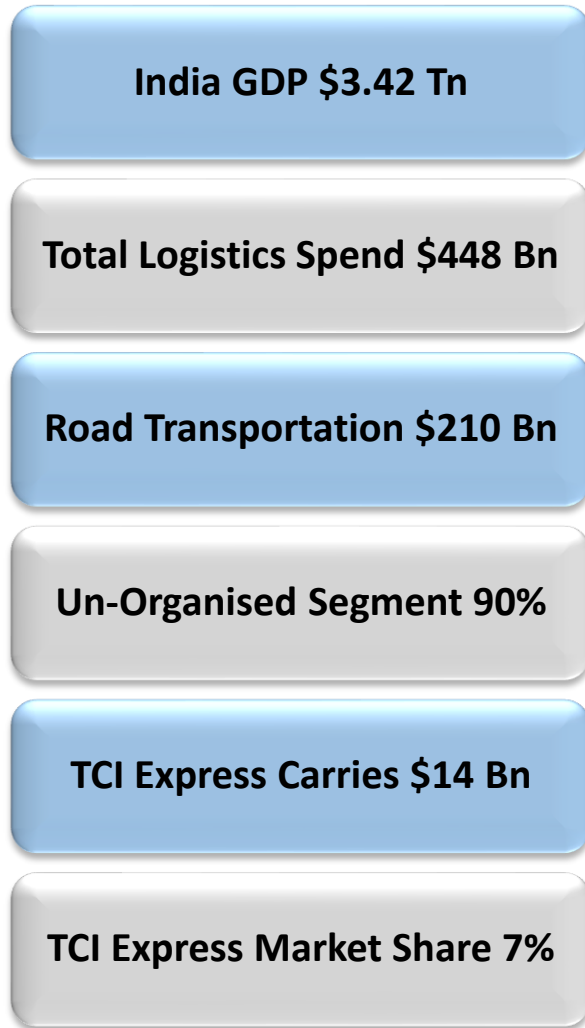 India GDP $3.42 Tn
Total Logistics Spend $448 Bn
Road Transportation $210 Bn
Un-Organised Segment 90%
TCI Express Carries $14 Bn
TCI Express Market Share 7%